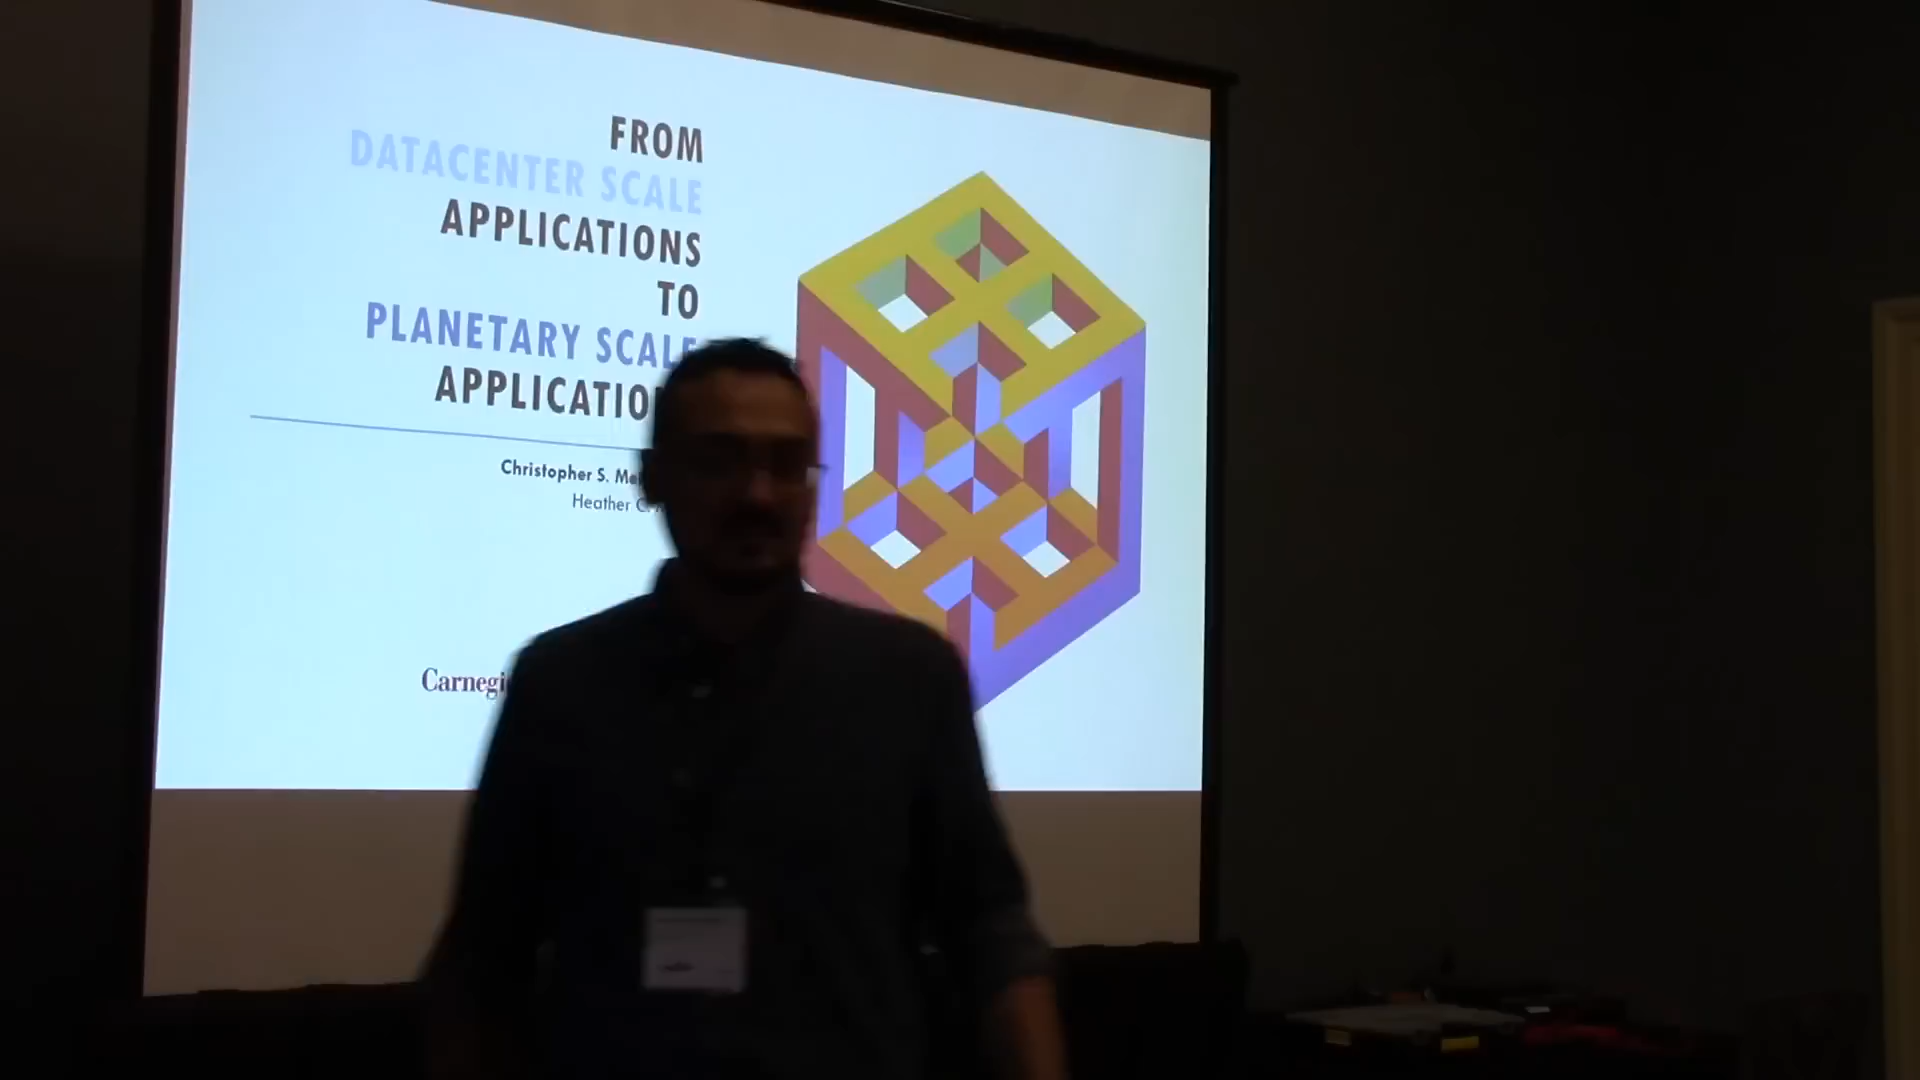 FROM
DATACENTER SCALE
APPLICATIONS
TO
PLANETARY SCALE
APPLICATIO
Christopher S. Me
Heather C.
Carnegi